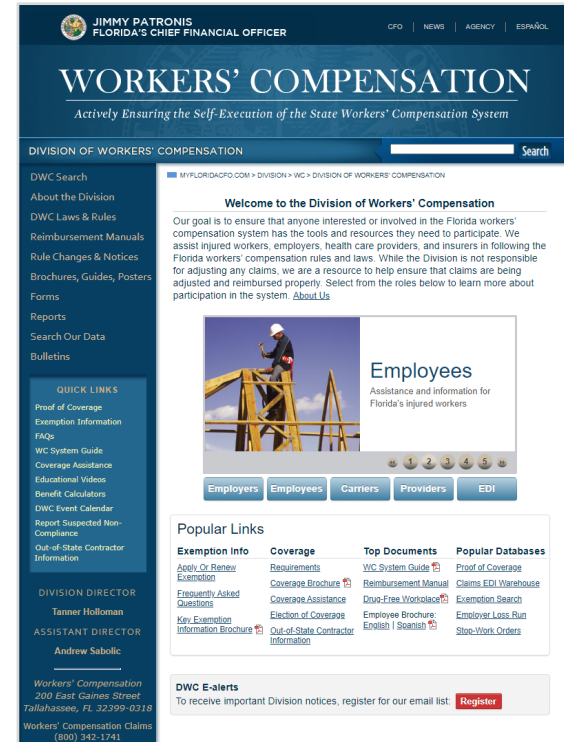 JIMMY PATRONIS
FLORIDA'S CHIEF FINANCIAL OFFICER
CFO | NEWS | AGENCY | ESPAÑOL
WORKERS' COMPENSATION
Actively Ensuring the Self-Execution of the State Workers' Compensation System
DIVISION OF WORKERS' COMPENSATION
Search
DWC Search
About the Division
DWC Laws & Rules
Reimbursement Manuals
Rule Changes & Notices
Brochures, Guides, Posters
Forms
Reports
Search Our Data
Bulletins
QUICK LINKS
Proof of Coverage
Exemption Information
FAQs
WC System Guide
Coverage Assistance
Educational Videos
Benefit Calculators
DWC Event Calendar
Report Suspected Non-
Compliance
Out-of-State Contractor
Information
DIVISION DIRECTOR
Tanner Holloman
ASSISTANT DIRECTOR
Andrew Sabolic
Workers' Compensation
200 East Gaines Street
Tallahassee, FL 32399-0318
Workers' Compensation Claims
(800) 342-1741
MYFLORIDACFO.COM > DIVISION > WC > DIVISION OF WORKERS' COMPENSATION
Welcome to the Division of Workers' Compensation
Our goal is to ensure that anyone interested or involved in the Florida workers'
compensation system has the tools and resources they need to participate. We
assist injured workers, employers, health care providers, and insurers in following the
Florida workers' compensation rules and laws. While the Division is not responsible
for adjusting any claims, we are a resource to help ensure that claims are being
adjusted and reimbursed properly. Select from the roles below to learn more about
participation in the system. About Us
Employees
Assistance and information for
Florida's injured workers
1 2 3 4 5
Employers Employees Carriers Providers EDI
Popular Links
Exemption Info
Apply Or Renew
Exemption
Frequently Asked
Questions
Key Exemption
Information Brochure
Coverage
Requirements
Coverage Brochure
Coverage Assistance
Election of Coverage
Out-of-State Contractor
Information
Top Documents
WC System Guide
Reimbursement Manual
Drug-Free Workplace
Employee Brochure:
English | Spanish
Popular Databases
Proof of Coverage
Claims EDI Warehouse
Exemption Search
Employer Loss Run
Stop-Work Orders
DWC E-alerts
To receive important Division notices, register for our email list: Register